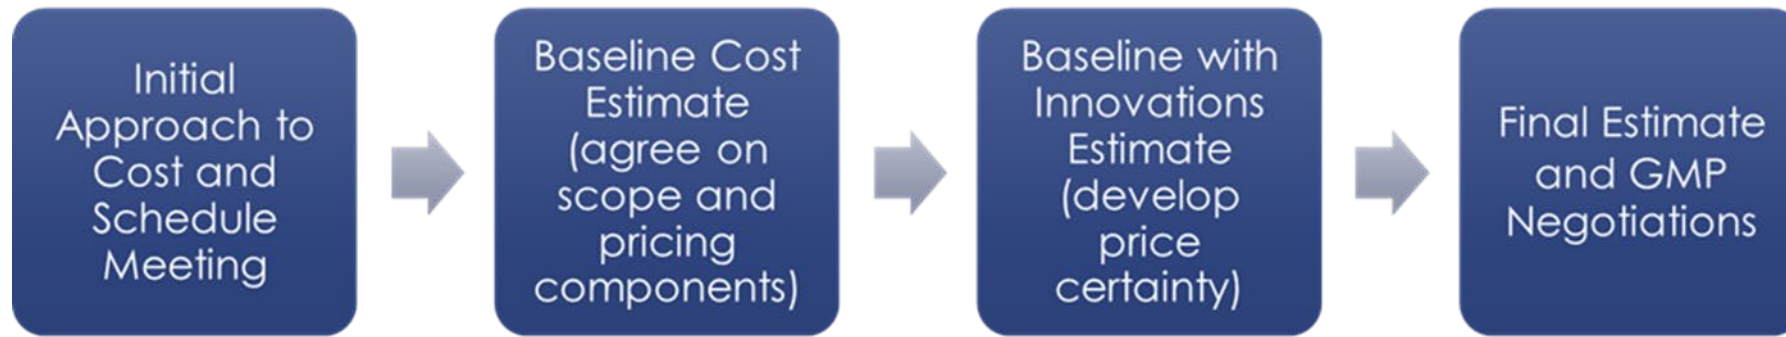 Initial
Approach to
Cost and
Schedule
Meeting
Baseline Cost
Estimate
(agree on
scope and
pricing
components)
Baseline with
Innovations
Estimate
(develop
price
certainty)
Final Estimate
and GMP
Negotiations